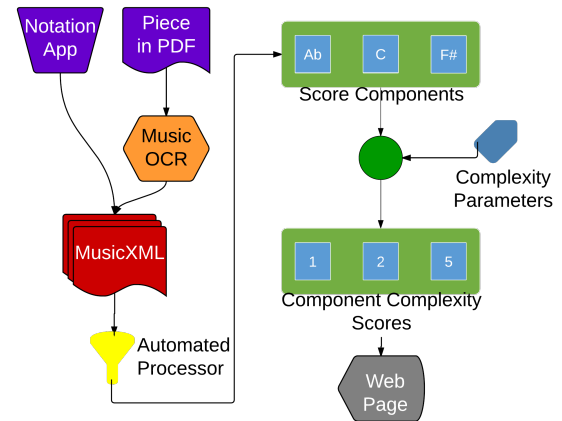 Notation
App
Piece
in PDF
Music
OCR
MusicXML
Automated
Processor
Ab
C
F#
Score Components
Complexity
Parameters
1
2
5
Component Complexity
Scores
Web
Page